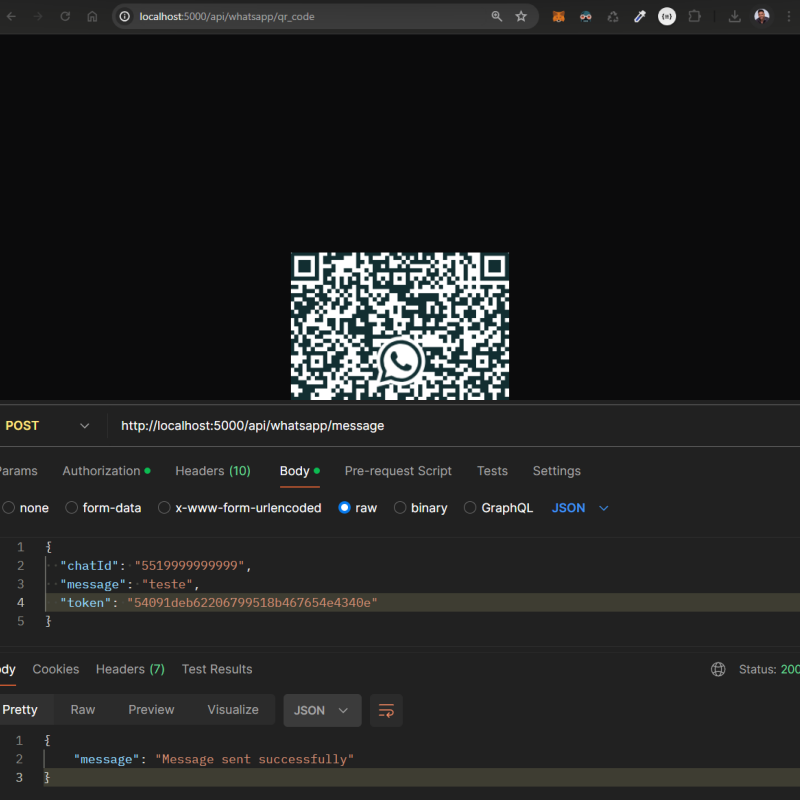 localhost:5000/api/whatsapp/qr_code
POST
http://localhost:5000/api/whatsapp/message
arams Authorization Headers (10) Body Pre-request Script Tests Settings
none form-data x-www-form-urlencoded raw binary GraphQL JSON
1 {
2 "chatId": "5519999999999",
3 "message": "teste",
4 "token": "54091deb62206799518b467654e4340e"
5 }
dy Cookies Headers (7) Test Results Status: 200
Pretty Raw Preview Visualize JSON
1 {
2 "message": "Message sent successfully"
3 }